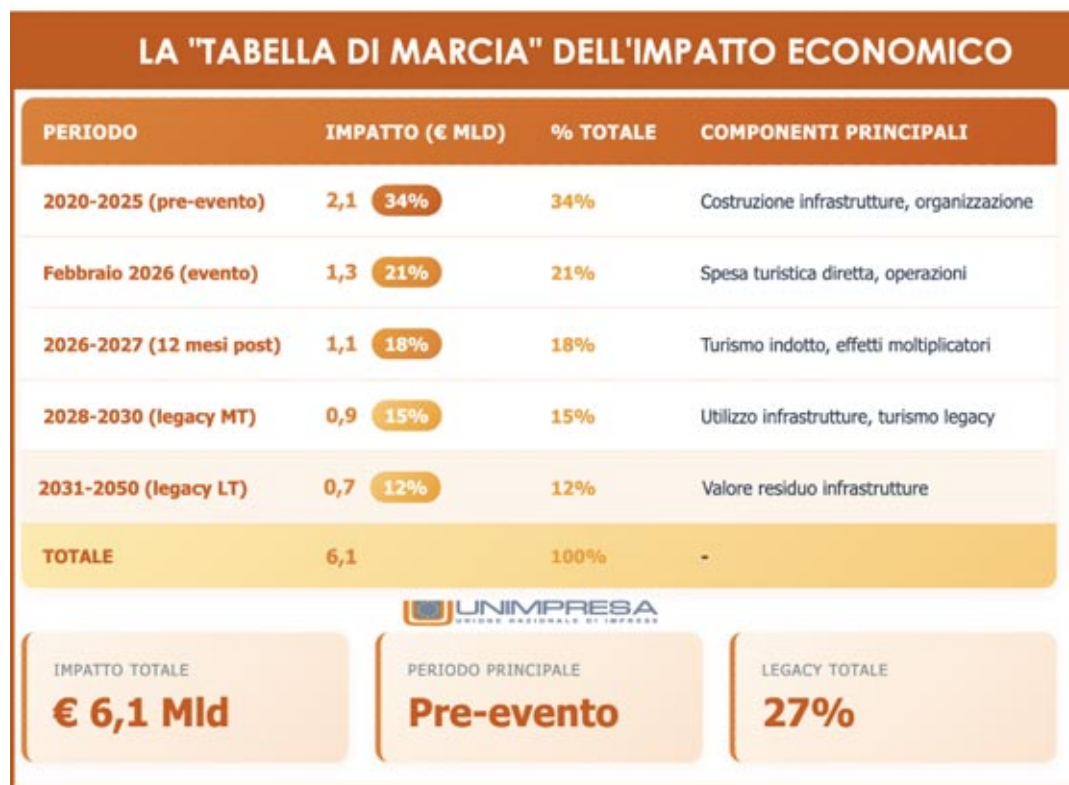 LA "TABELLA DI MARCIA" DELL'IMPATTO ECONOMICO
PERIODO IMPATTO (€ MLD) % TOTALE COMPONENTI PRINCIPALI
2020-2025 (pre-evento) 2,1 34% 34% Costruzione infrastrutture, organizzazione
Febbraio 2026 (evento) 1,3 21% 21% Spesa turistica diretta, operazioni
2026-2027 (12 mesi post) 1,1 18% 18% Turismo indotto, effetti moltiplicatori
2028-2030 (legacy MT) 0,9 15% 15% Utilizzo infrastrutture, turismo legacy
2031-2050 (legacy LT) 0,7 12% 12% Valore residuo infrastrutture
TOTALE 6,1 100% -
UNIMPRESA
UNIONE NAZIONALE DI IMPRESE
IMPATTO TOTALE PERIODO PRINCIPALE LEGACY TOTALE
€ 6,1 Mld Pre-evento 27%